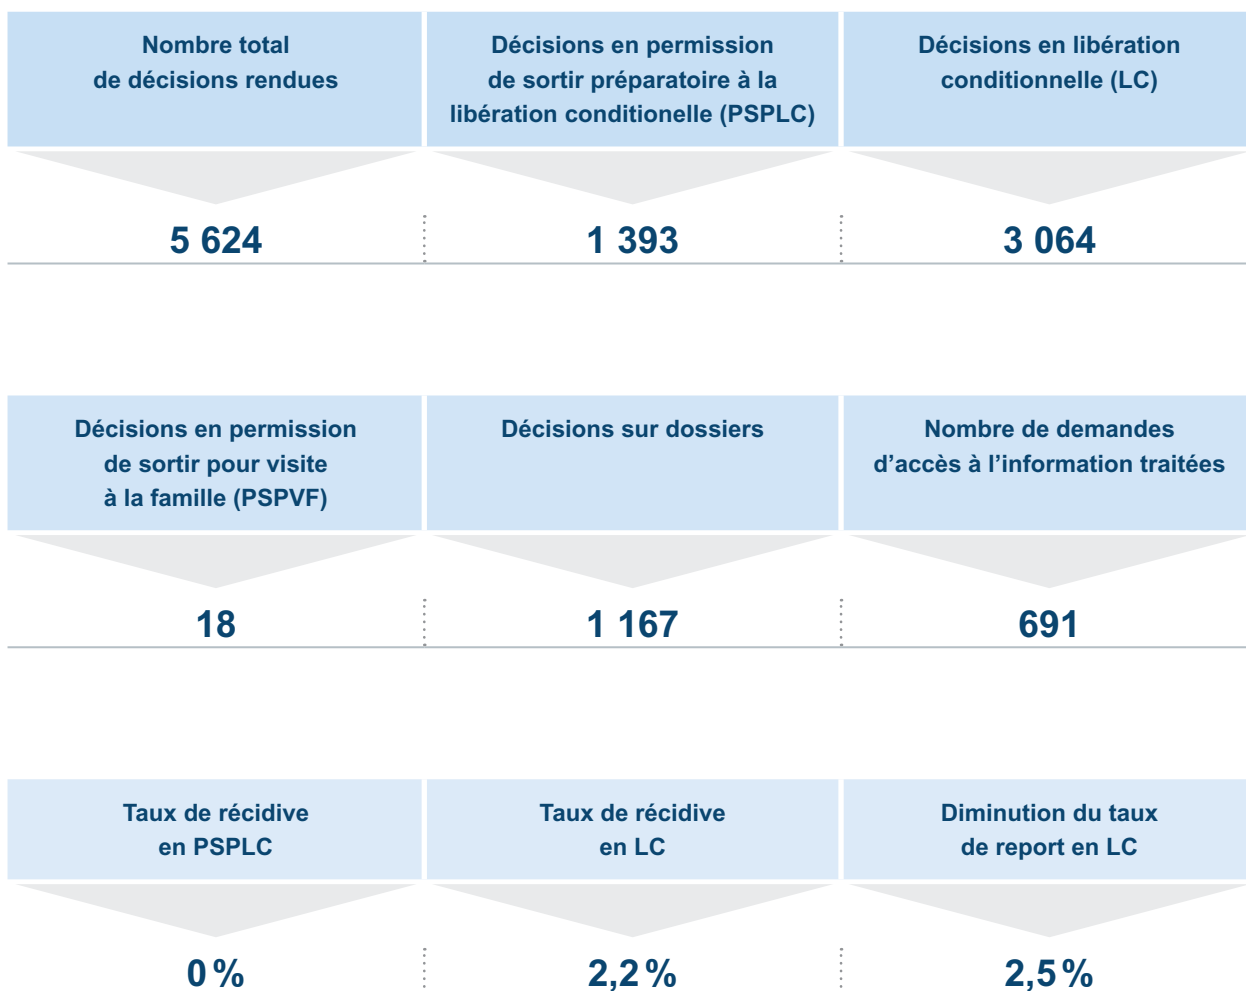 Nombre total
de décisions rendues
Décisions en permission
de sortir préparatoire à la
libération conditionelle (PSPLC)
Décisions en libération
conditionnelle (LC)
5 624
1 393
3 064
Décisions en permission
de sortir pour visite
à la famille (PSPVF)
Décisions sur dossiers
Nombre de demandes
d’accès à l’information traitées
18
1 167
691
Taux de récidive
en PSPLC
Taux de récidive
en LC
Diminution du taux
de report en LC
0 %
2,2 %
2,5 %